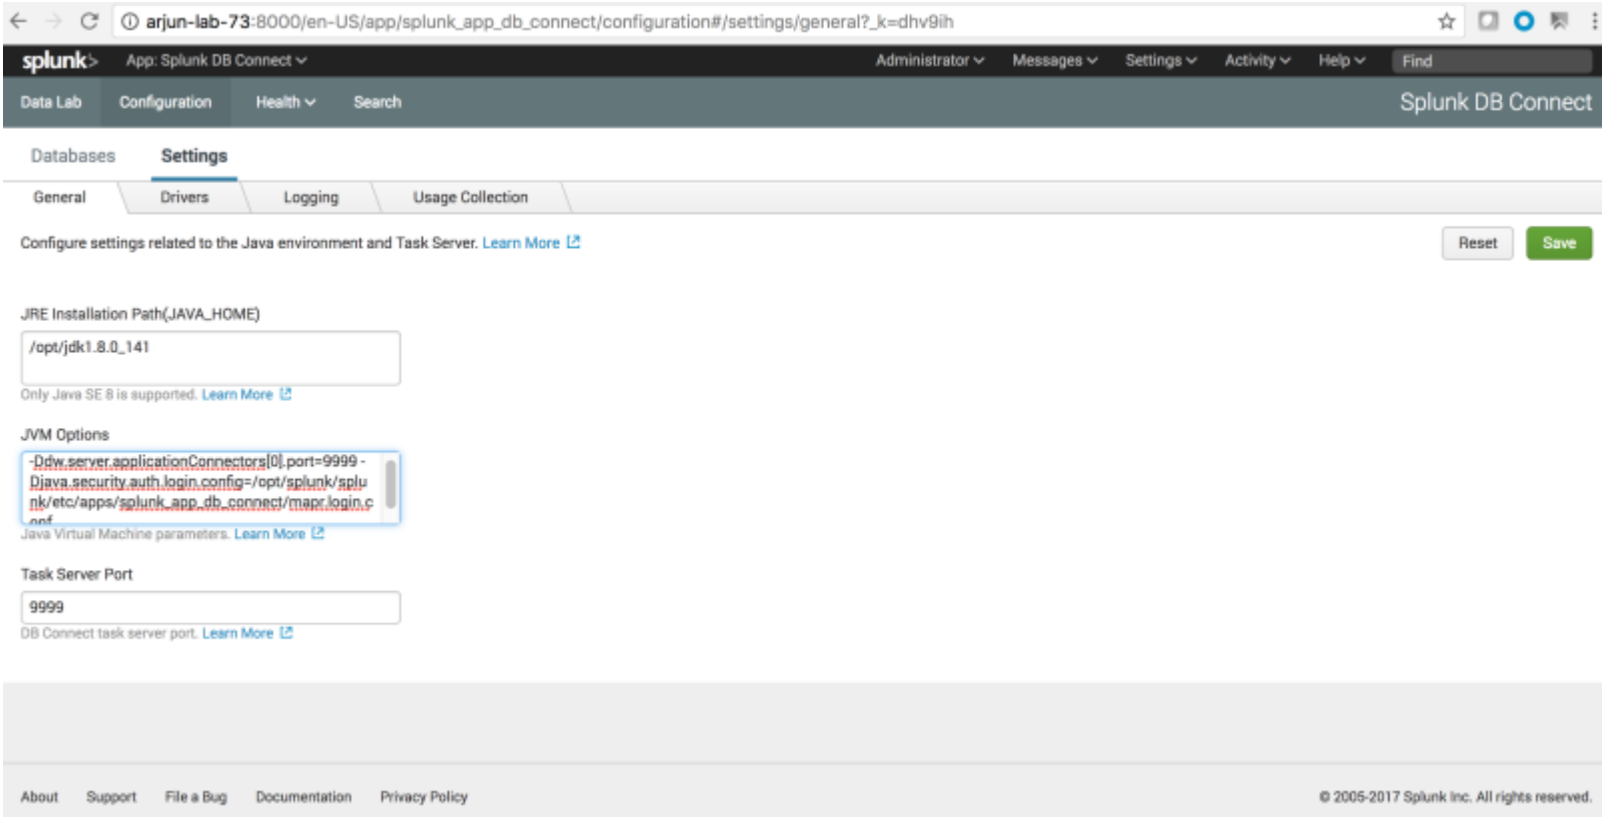 arjun-lab-73:8000/en-US/app/splunk_app_db_connect/configuration#/settings/general?_k=dhv9ih
splunk> App: Splunk DB Connect Administrator Messages Settings Activity Help Find
Data Lab Configuration Health Search Splunk DB Connect
Databases Settings
General Drivers Logging Usage Collection
Configure settings related to the Java environment and Task Server. Learn More Reset Save
JRE Installation Path(JAVA_HOME)
/opt/jdk1.8.0_141
Only Java SE 8 is supported. Learn More
JVM Options
-Ddw.server.applicationConnectors[0].port=9999 -
Djava.security.auth.login.config=/opt/splunk/splu
nk/etc/apps/splunk_app_db_connect/mapr.login.c
onf
Java Virtual Machine parameters. Learn More
Task Server Port
9999
DB Connect task server port. Learn More
About Support File a Bug Documentation Privacy Policy © 2005-2017 Splunk Inc. All rights reserved.